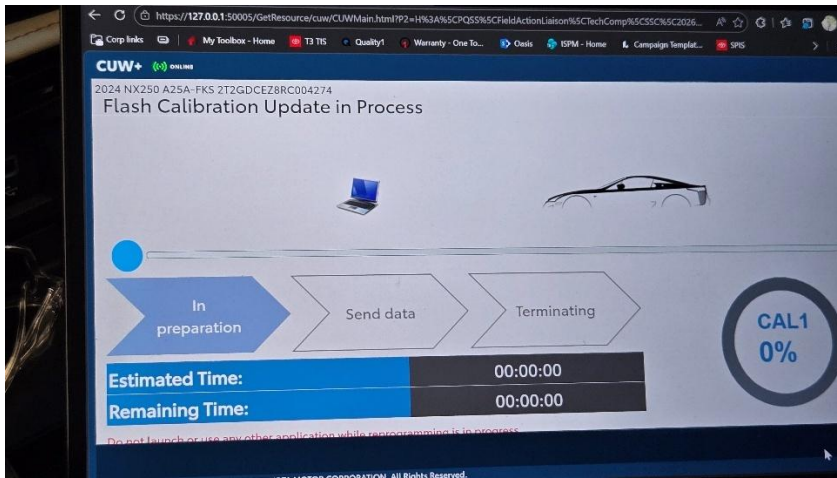 https://127.0.0.1:50005/GetResource/cuw/CUWMain.html?P2=H%3A%5CPQSS%5CFieldActionLiaison%5CTechComp%5CSSC%5C2026...
Corp links My Toolbox - Home T3 TIS Quality1 Warranty - One To... Oasis ISPM - Home Campaign Templat... SPIS
CUW+ ONLINE
2024 NX250 A25A-FKS 2T2GDCEZ8RC004274
Flash Calibration Update in Process
In
preparation
Send data
Terminating
CAL1
0%
Estimated Time: 00:00:00
Remaining Time: 00:00:00
Do not launch or use any other application while reprogramming is in progress
MOTOR CORPORATION. All Rights Reserved.